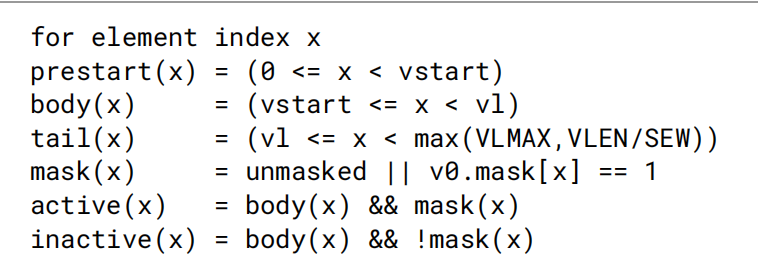 for element index x
prestart(x) = (0 <= x < vstart)
body(x)     = (vstart <= x < vl)
tail(x)     = (vl <= x < max(VLMAX,VLEN/SEW))
mask(x)     = unmasked || v0.mask[x] == 1
active(x)   = body(x) && mask(x)
inactive(x) = body(x) && !mask(x)